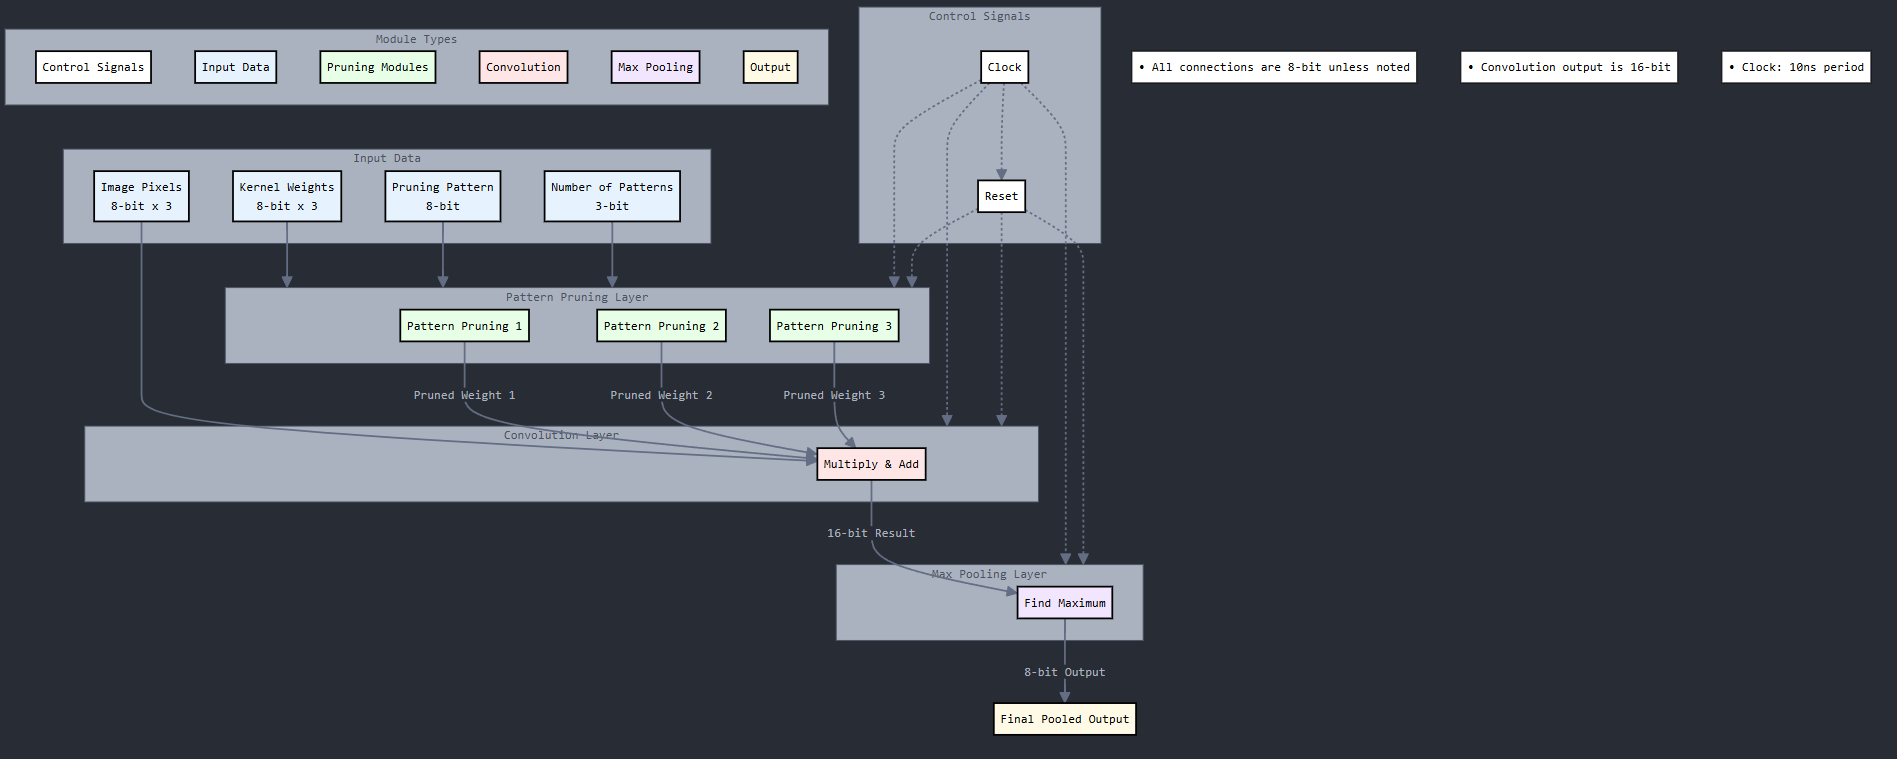 Module Types
Control Signals
Input Data
Pruning Modules
Convolution
Max Pooling
Output
Control Signals
Clock
Reset
• All connections are 8-bit unless noted
• Convolution output is 16-bit
• Clock: 10ns period
Input Data
Image Pixels
8-bit x 3
Kernel Weights
8-bit x 3
Pruning Pattern
8-bit
Number of Patterns
3-bit
Pattern Pruning Layer
Pattern Pruning 1
Pattern Pruning 2
Pattern Pruning 3
Pruned Weight 1
Pruned Weight 2
Pruned Weight 3
Convolution Layer
Multiply & Add
16-bit Result
Max Pooling Layer
Find Maximum
8-bit Output
Final Pooled Output